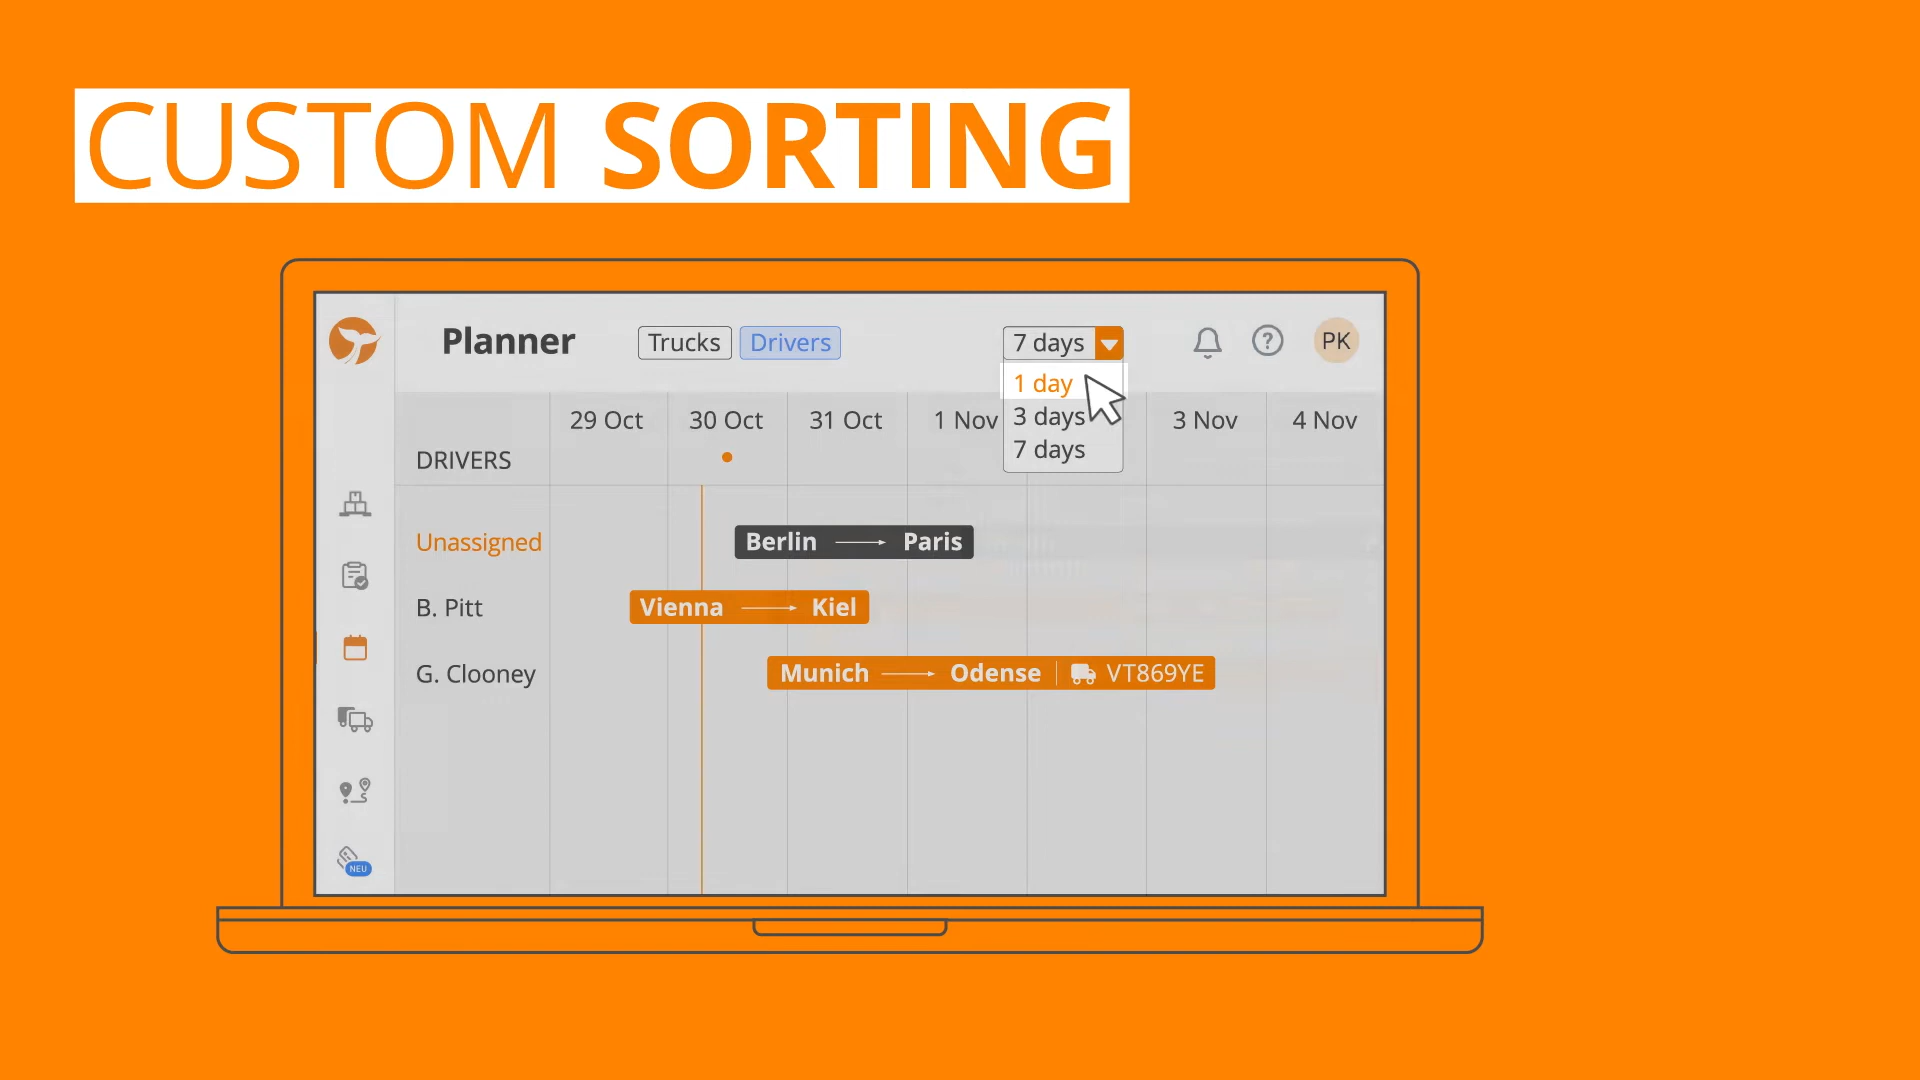 CUSTOM SORTING
Planner
Trucks
Drivers
7 days
1 day
3 days
7 days
PK
29 Oct
30 Oct
31 Oct
1 Nov
3 Nov
4 Nov
DRIVERS
Unassigned
Berlin
Paris
B. Pitt
Vienna
Kiel
G. Clooney
Munich
Odense
VT869YE
NEU